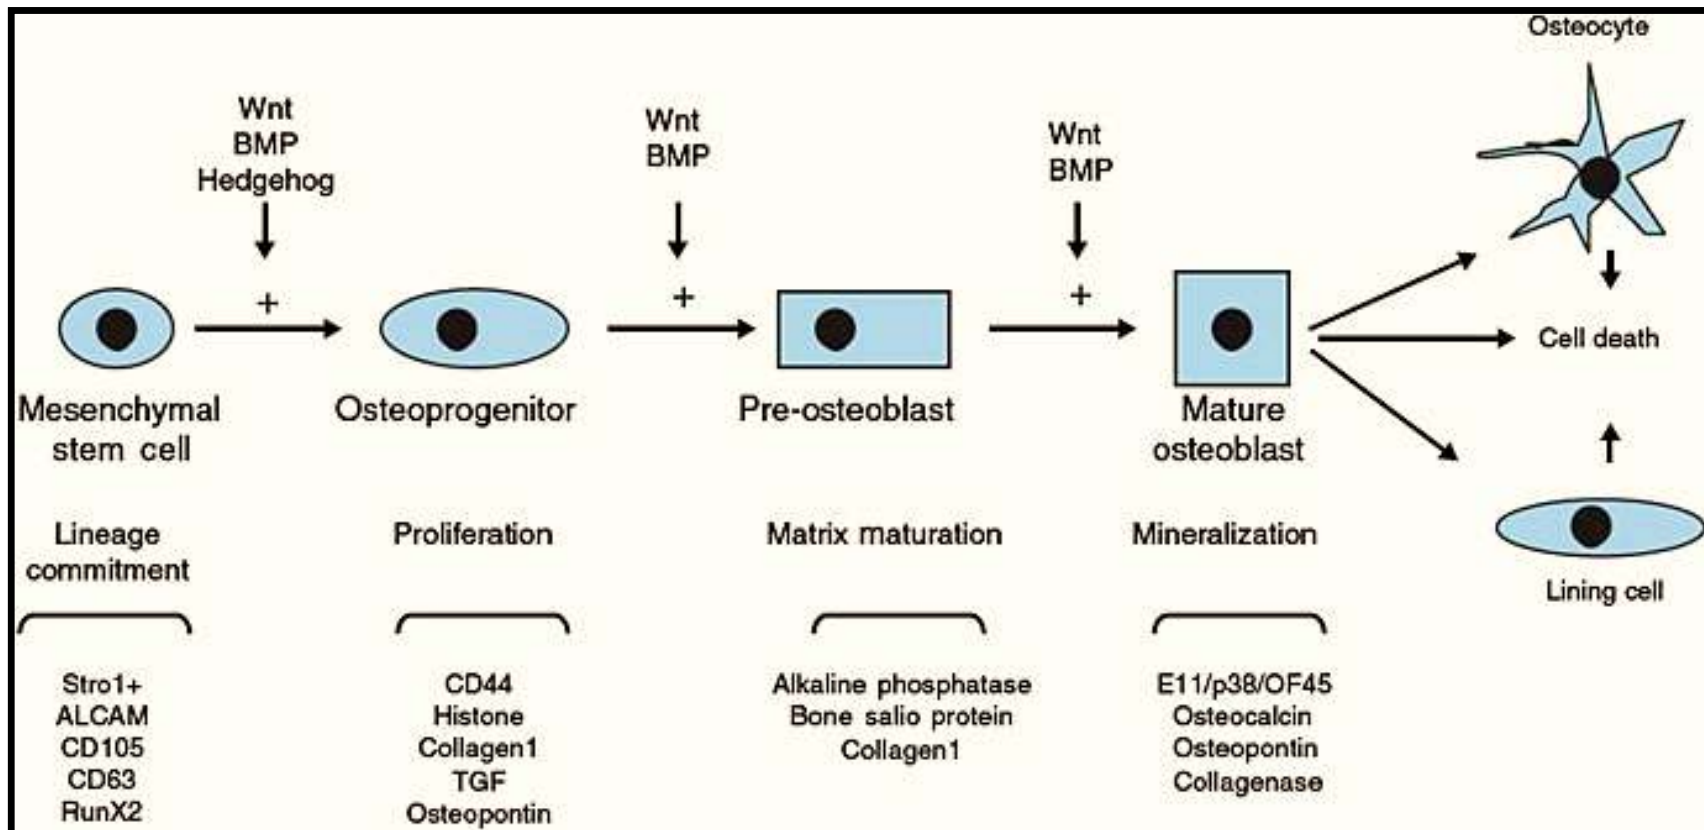 Osteocyte
Wnt
BMP
Hedgehog
Wnt
BMP
Wnt
BMP
+
+
+
Cell death
Mesenchymal
stem cell
Osteoprogenitor
Pre-osteoblast
Mature
osteoblast
Lining cell
Lineage
commitment
Proliferation
Matrix maturation
Mineralization
Stro1+
ALCAM
CD105
CD63
RunX2
CD44
Histone
Collagen1
TGF
Osteopontin
Alkaline phosphatase
Bone salio protein
Collagen1
E11/p38/OF45
Osteocalcin
Osteopontin
Collagenase